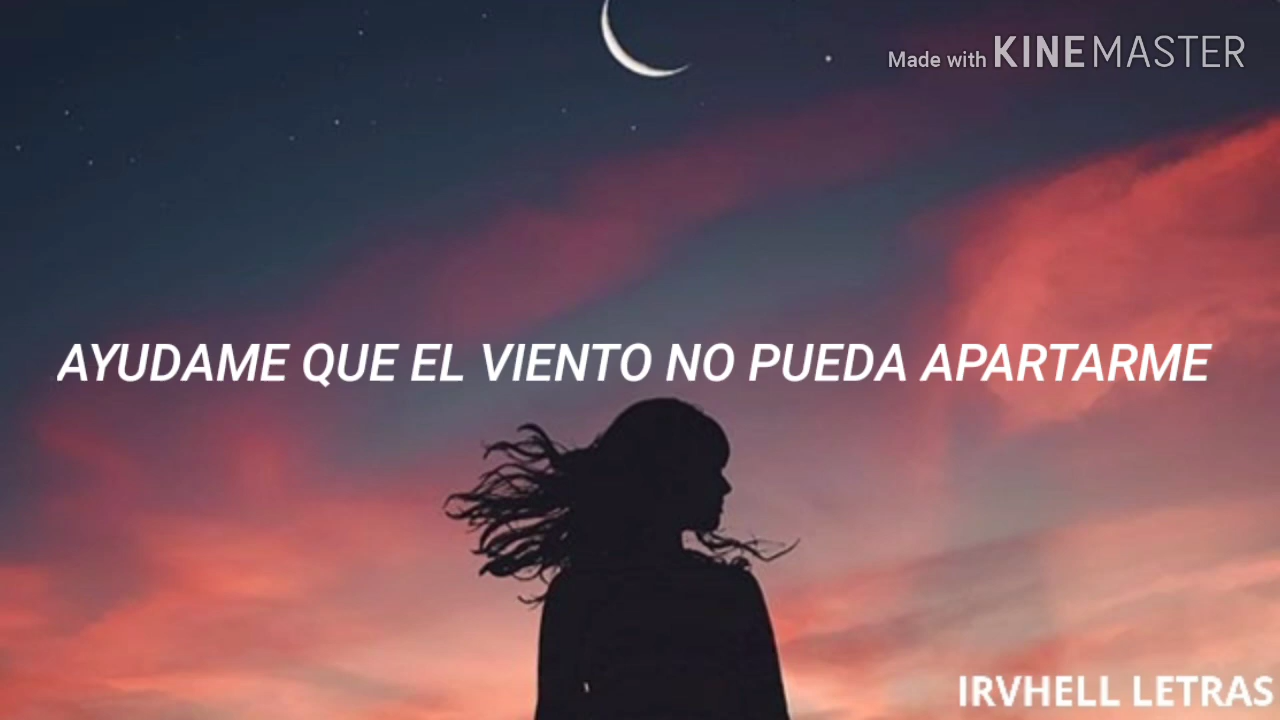 Made with KINEMASTER
AYUDAME QUE EL VIENTO NO PUEDA APARTARME
IRVHELL LETRAS